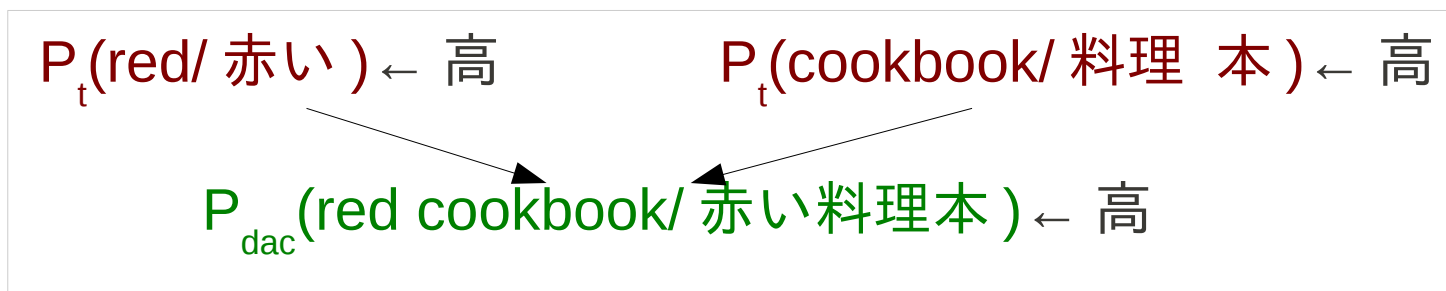 Pt(red/ 赤い )← 高
Pt(cookbook/ 料理 本 )← 高
Pdac(red cookbook/ 赤い料理本 )← 高